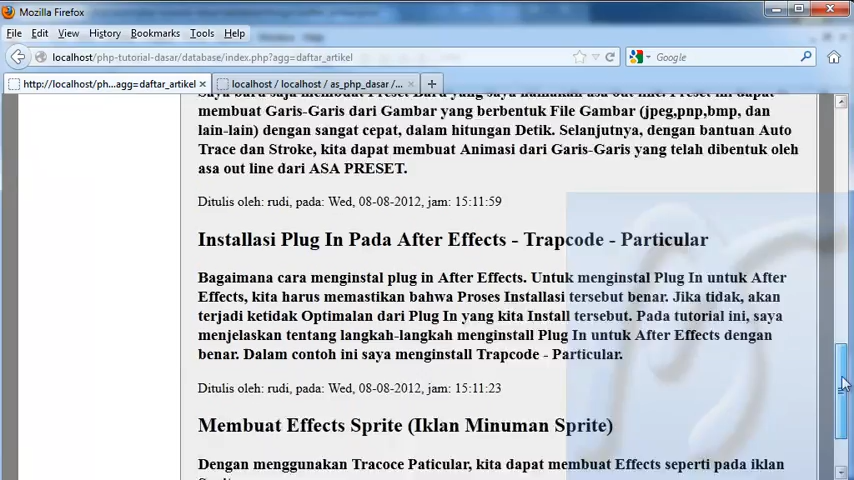 Mozilla Firefox
File Edit View History Bookmarks Tools Help
localhost/php-tutorial-dasar/database/index.php?agg=daftar_artikel
Google
http://localhost/ph...agg=daftar_artikel
localhost / localhost / as_php_dasar /...
membuat Garis-Garis dari Gambar yang berbentuk File Gambar (jpeg,pnp,bmp, dan
lain-lain) dengan sangat cepat, dalam hitungan Detik. Selanjutnya, dengan bantuan Auto
Trace dan Stroke, kita dapat membuat Animasi dari Garis-Garis yang telah dibentuk oleh
asa out line dari ASA PRESET.
Ditulis oleh: rudi, pada: Wed, 08-08-2012, jam: 15:11:59
Installasi Plug In Pada After Effects - Trapcode - Particular
Bagaimana cara menginstal plug in After Effects. Untuk menginstal Plug In untuk After
Effects, kita harus memastikan bahwa Proses Installasi tersebut benar. Jika tidak, akan
terjadi ketidak Optimalan dari Plug In yang kita Install tersebut. Pada tutorial ini, saya
menjelaskan tentang langkah-langkah menginstall Plug In untuk After Effects dengan
benar. Dalam contoh ini saya menginstall Trapcode - Particular.
Ditulis oleh: rudi, pada: Wed, 08-08-2012, jam: 15:11:23
Membuat Effects Sprite (Iklan Minuman Sprite)
Dengan menggunakan Tracoce Paticular, kita dapat membuat Effects seperti pada iklan